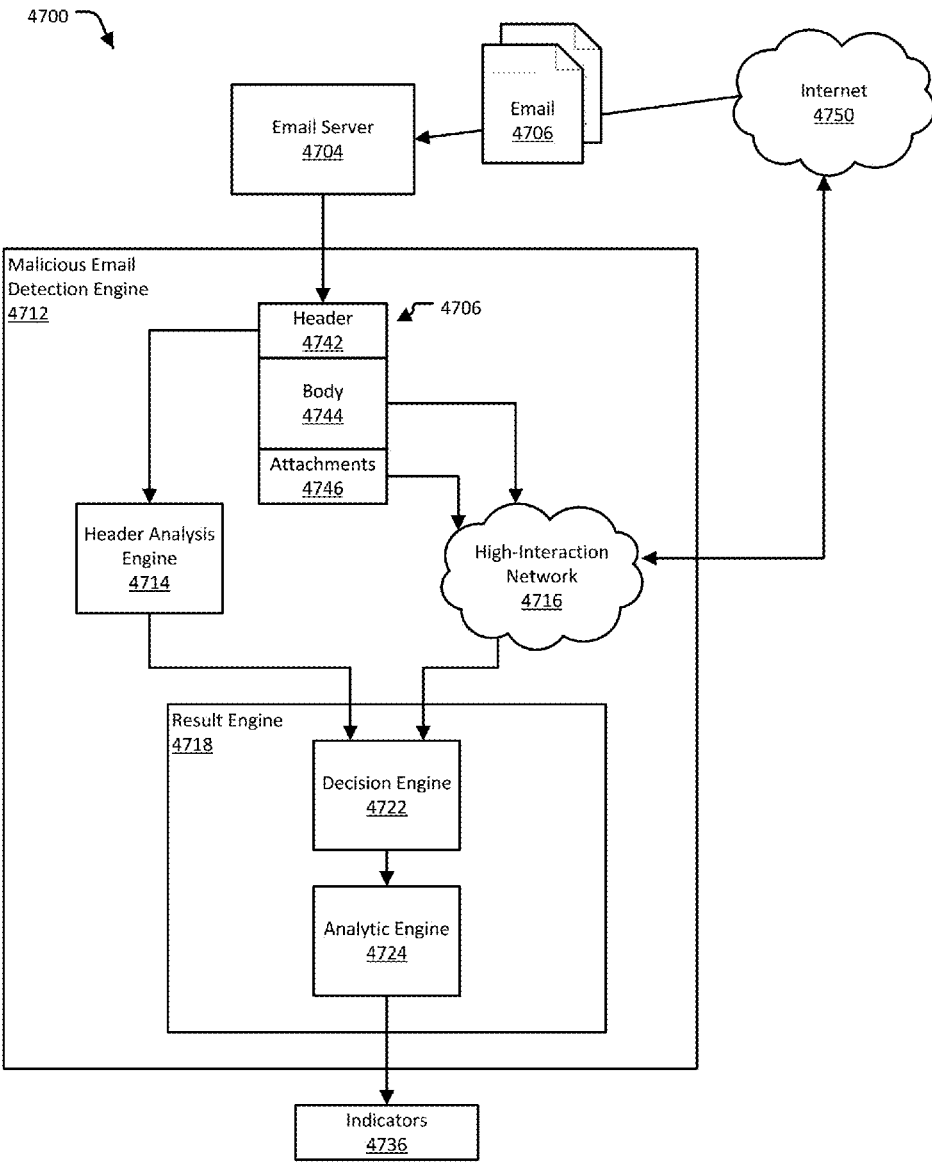 4700
Email
4706
Internet
4750
Email Server
4704
Malicious Email
Detection Engine
4712
Header
4742
4706
Body
4744
Attachments
4746
Header Analysis
Engine
4714
High-Interaction
Network
4716
Result Engine
4718
Decision Engine
4722
Analytic Engine
4724
Indicators
4736